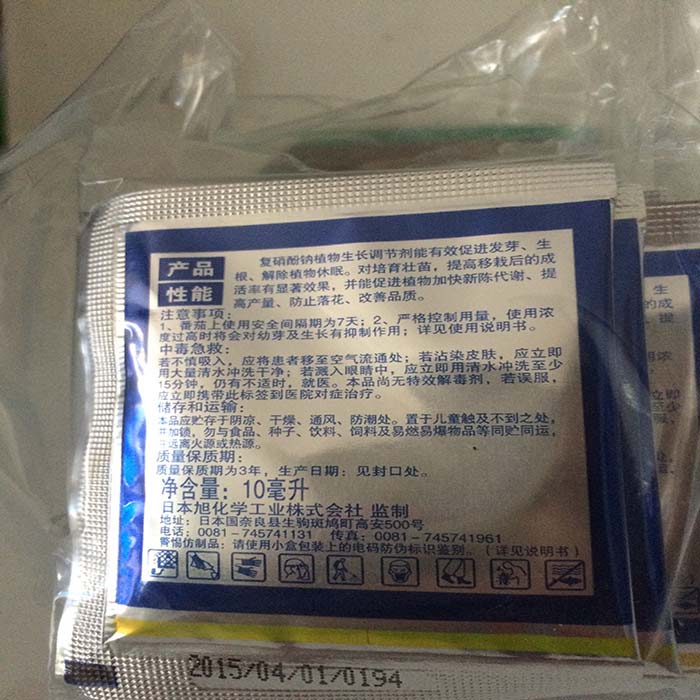 产品性能
复硝酚钠植物生长调节剂能有效促进发芽、生
根、解除植物休眠。对培育壮苗，提高移栽后的成
活率有显著效果，并能促进植物加快新陈代谢、提
高产量、防止落花、改善品质。
注意事项：
1、番茄上使用安全间隔期为7天；2、严格控制用量，使用浓
度过高时将会对幼芽及生长有抑制作用；详见使用说明书。
中毒急救：
若不慎吸入，应将患者移至空气流通处；若沾染皮肤，应立即
用大量清水冲洗干净；若溅入眼睛中，应立即用清水冲洗至少
15分钟，仍有不适时，就医。本品尚无特效解毒剂，若误服，
应立即携带此标签到医院对症治疗。
储存和运输：
本品应贮存于阴凉、干燥、通风、防潮处。置于儿童触及不到之处，
并加锁，勿与食品、种子、饮料、饲料及易燃易爆物品等同贮同运，
并远离火源或热源。
质量保质期：
质量保质期为3年，生产日期：见封口处。
净含量：10毫升
日本旭化学工业株式会社 监制
地址：日本国奈良县生驹斑鸠町高安500号
电话：0081-745741131 传真：0081-745741961
警惕仿制品：请使用小盒包装上的电码防伪标识鉴别。（详见说明书）
2015/04/01/0194
生
的成
提
浓